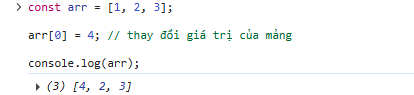 > const arr = [1, 2, 3];
arr[0] = 4; // thay đổi giá trị của mảng
console.log(arr);
▸ (3) [4, 2, 3]